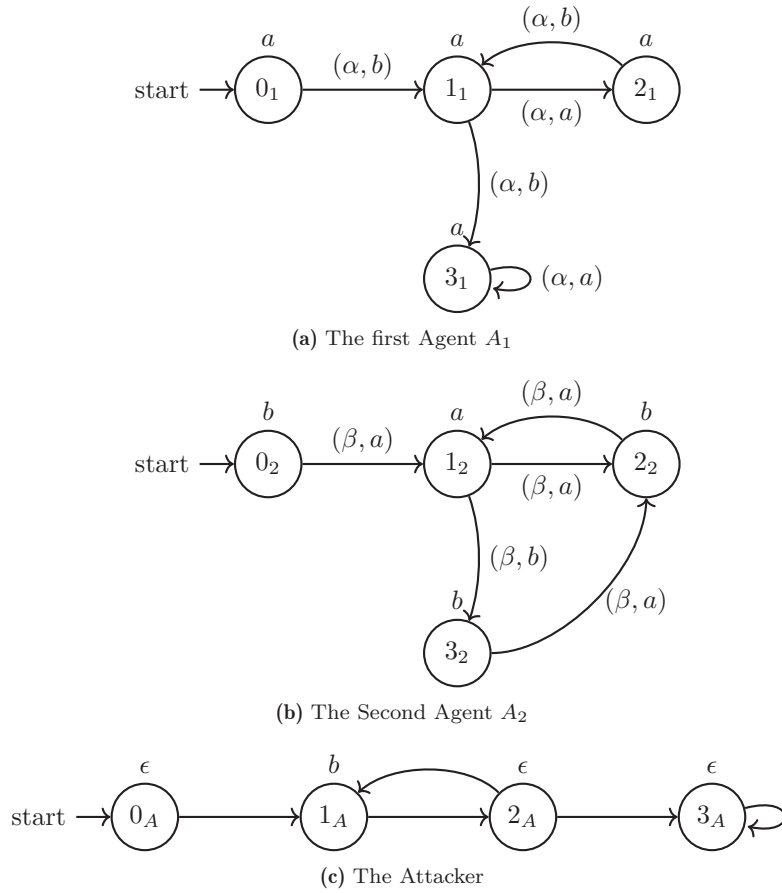 a a (α, b) a
start 0₁ (α, b) 1₁ (α, a) 2₁
(α, b)
a
3₁ (α, a)
(a) The first Agent A₁
b a (β, a) b
start 0₂ (β, a) 1₂ (β, a) 2₂
(β, b)
b (β, a)
3₂
(b) The Second Agent A₂
ϵ b ϵ ϵ
start 0_A 1_A 2_A 3_A
(c) The Attacker